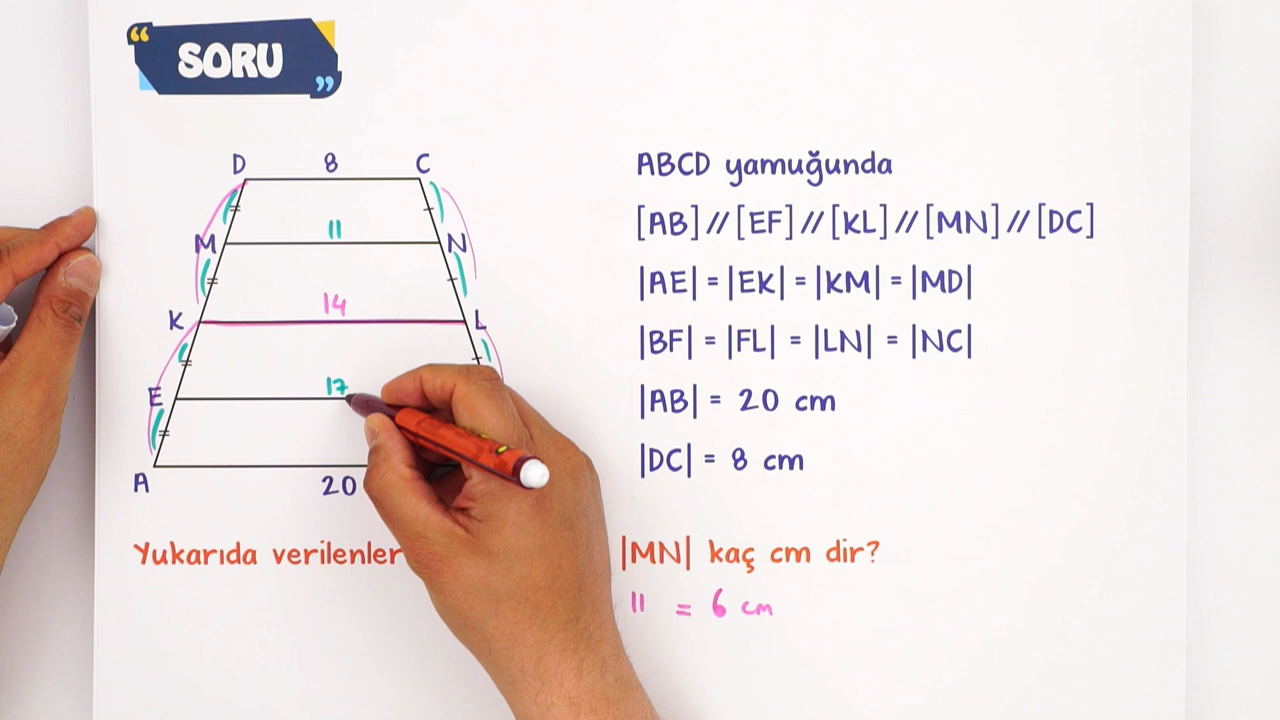 SORU
D 8 C
M 11 N
K 14 L
E 17
A 20
ABCD yamuğunda
[AB] // [EF] // [KL] // [MN] // [DC]
|AE| = |EK| = |KM| = |MD|
|BF| = |FL| = |LN| = |NC|
|AB| = 20 cm
|DC| = 8 cm
Yukarıda verilenler |MN| kaç cm dir?
11 = 6 cm